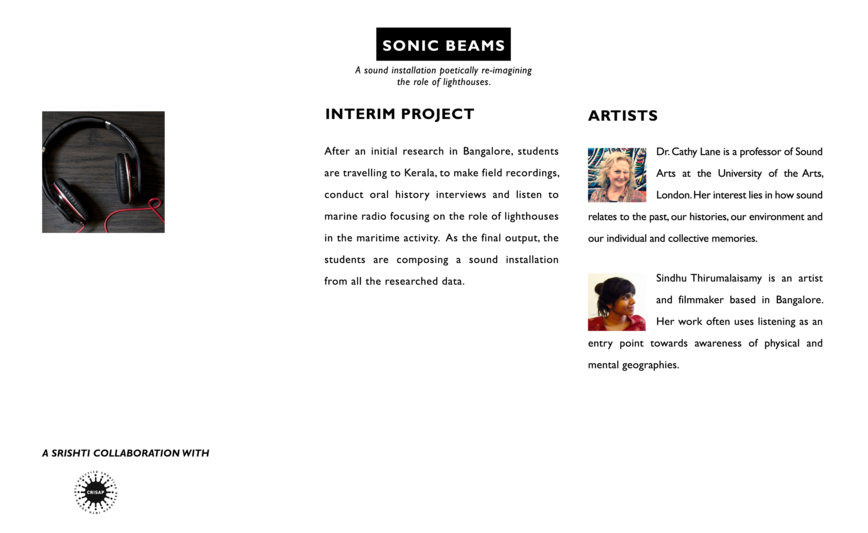 SONIC BEAMS
A sound installation poetically re-imagining
the role of lighthouses.
INTERIM PROJECT
After an initial research in Bangalore, students
are travelling to Kerala, to make field recordings,
conduct oral history interviews and listen to
marine radio focusing on the role of lighthouses
in the maritime activity. As the final output, the
students are composing a sound installation
from all the researched data.
ARTISTS
Dr. Cathy Lane is a professor of Sound
Arts at the University of the Arts,
London. Her interest lies in how sound
relates to the past, our histories, our environment and
our individual and collective memories.
Sindhu Thirumalaisamy is an artist
and filmmaker based in Bangalore.
Her work often uses listening as an
entry point towards awareness of physical and
mental geographies.
A SRISHTI COLLABORATION WITH
CRISAP